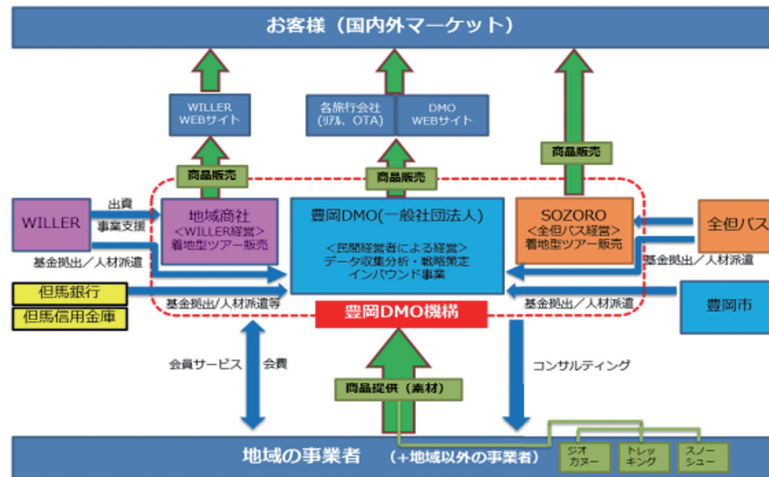 お客様（国内外マーケット）
WILLER
WEBサイト
各旅行会社
(ﾘｱﾙ、OTA)
DMO
WEBサイト
商品販売
商品販売
商品販売
WILLER
出資
事業支援
地域商社
<WILLER経営>
着地型ツアー販売
豊岡DMO(一般社団法人)
<民間経営者による経営>
データ収集分析・戦略策定
インバウンド事業
SOZORO
<全但バス経営>
着地型ツアー販売
全但バス
基金拠出／人材派遣
基金拠出／人材派遣
但馬銀行
但馬信用金庫
基金拠出/人材派遣等
豊岡DMO機構
基金拠出／人材派遣
豊岡市
会員サービス
会費
商品提供（素材）
コンサルティング
地域の事業者 （+地域以外の事業者）
ジオ
カヌー
トレッ
キング
スノー
シュー